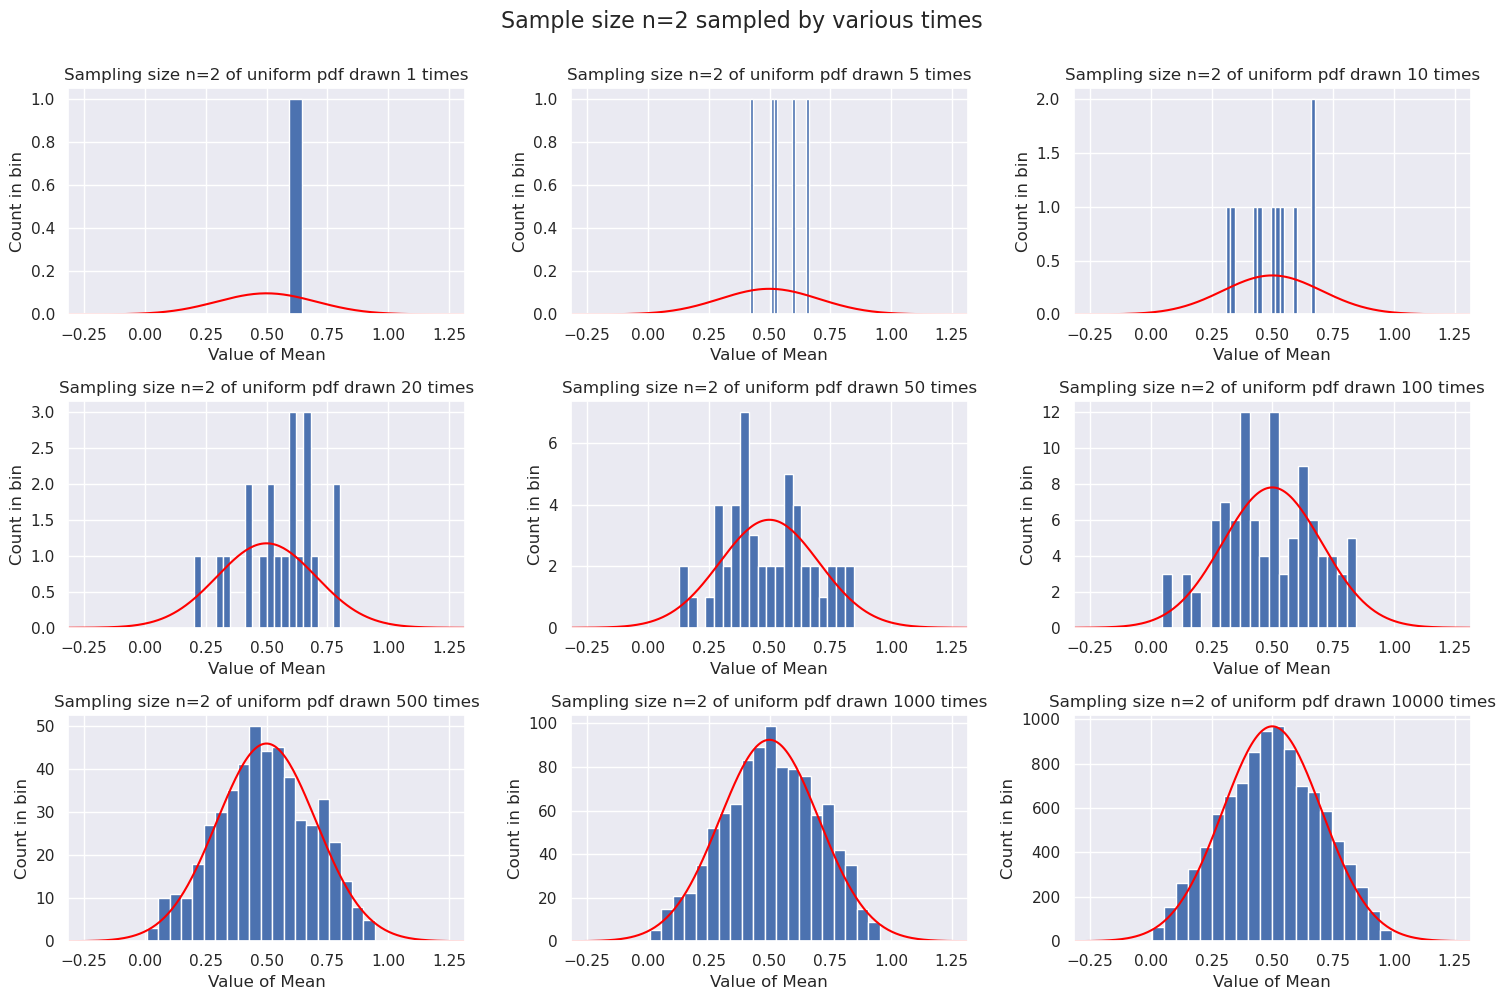 Sample size n=2 sampled by various times
Sampling size n=2 of uniform pdf drawn 1 times
1.0
0.8
0.6
0.4
0.2
0.0
Count in bin
−0.25 0.00 0.25 0.50 0.75 1.00 1.25
Value of Mean
Sampling size n=2 of uniform pdf drawn 5 times
1.0
0.8
0.6
0.4
0.2
0.0
Count in bin
−0.25 0.00 0.25 0.50 0.75 1.00 1.25
Value of Mean
Sampling size n=2 of uniform pdf drawn 10 times
2.0
1.5
1.0
0.5
0.0
Count in bin
−0.25 0.00 0.25 0.50 0.75 1.00 1.25
Value of Mean
Sampling size n=2 of uniform pdf drawn 20 times
3.0
2.5
2.0
1.5
1.0
0.5
0.0
Count in bin
−0.25 0.00 0.25 0.50 0.75 1.00 1.25
Value of Mean
Sampling size n=2 of uniform pdf drawn 50 times
6
4
2
0
Count in bin
−0.25 0.00 0.25 0.50 0.75 1.00 1.25
Value of Mean
Sampling size n=2 of uniform pdf drawn 100 times
12
10
8
6
4
2
0
Count in bin
−0.25 0.00 0.25 0.50 0.75 1.00 1.25
Value of Mean
Sampling size n=2 of uniform pdf drawn 500 times
50
40
30
20
10
0
Count in bin
−0.25 0.00 0.25 0.50 0.75 1.00 1.25
Value of Mean
Sampling size n=2 of uniform pdf drawn 1000 times
100
80
60
40
20
0
Count in bin
−0.25 0.00 0.25 0.50 0.75 1.00 1.25
Value of Mean
Sampling size n=2 of uniform pdf drawn 10000 times
1000
800
600
400
200
0
Count in bin
−0.25 0.00 0.25 0.50 0.75 1.00 1.25
Value of Mean